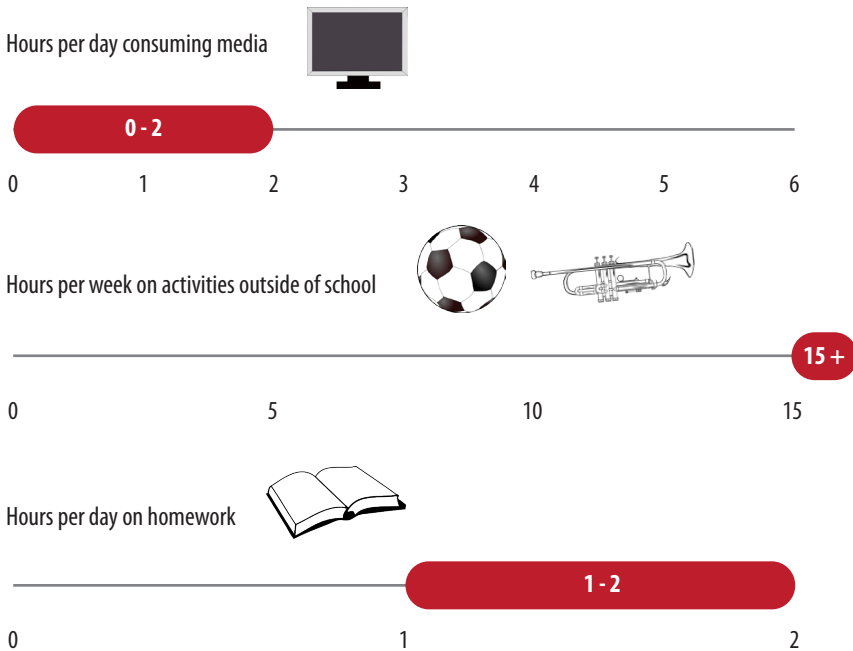 Hours per day consuming media
0 - 2
0 1 2 3 4 5 6
Hours per week on activities outside of school
15 +
0 5 10 15
Hours per day on homework
1 - 2
0 1 2